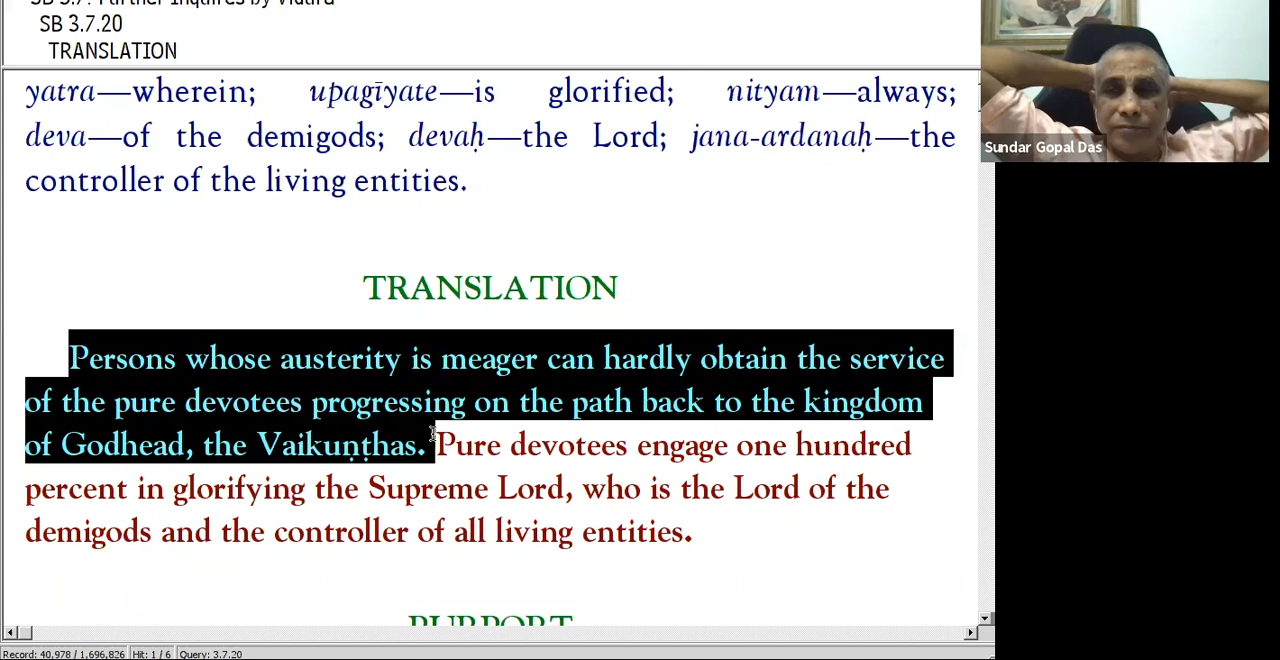 SB 3.7: Further Inquires by Vidura
SB 3.7.20
TRANSLATION
yatra—wherein; upagīyate—is glorified; nityam—always;
deva—of the demigods; devaḥ—the Lord; jana-ardanaḥ—the
controller of the living entities.
Sundar Gopal Das
TRANSLATION
Persons whose austerity is meager can hardly obtain the service
of the pure devotees progressing on the path back to the kingdom
of Godhead, the Vaikuṇṭhas. Pure devotees engage one hundred
percent in glorifying the Supreme Lord, who is the Lord of the
demigods and the controller of all living entities.
PURPORT
Record: 40,978 / 1,696,826 Hit: 1 / 6 Query: 3.7.20